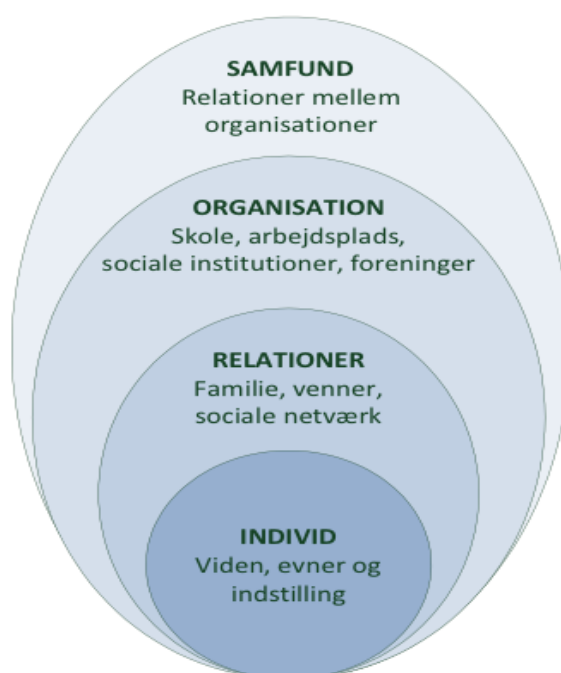 SAMFUND
Relationer mellem
organisationer
ORGANISATION
Skole, arbejdsplads,
sociale institutioner, foreninger
RELATIONER
Familie, venner,
sociale netværk
INDIVID
Viden, evner og
indstilling